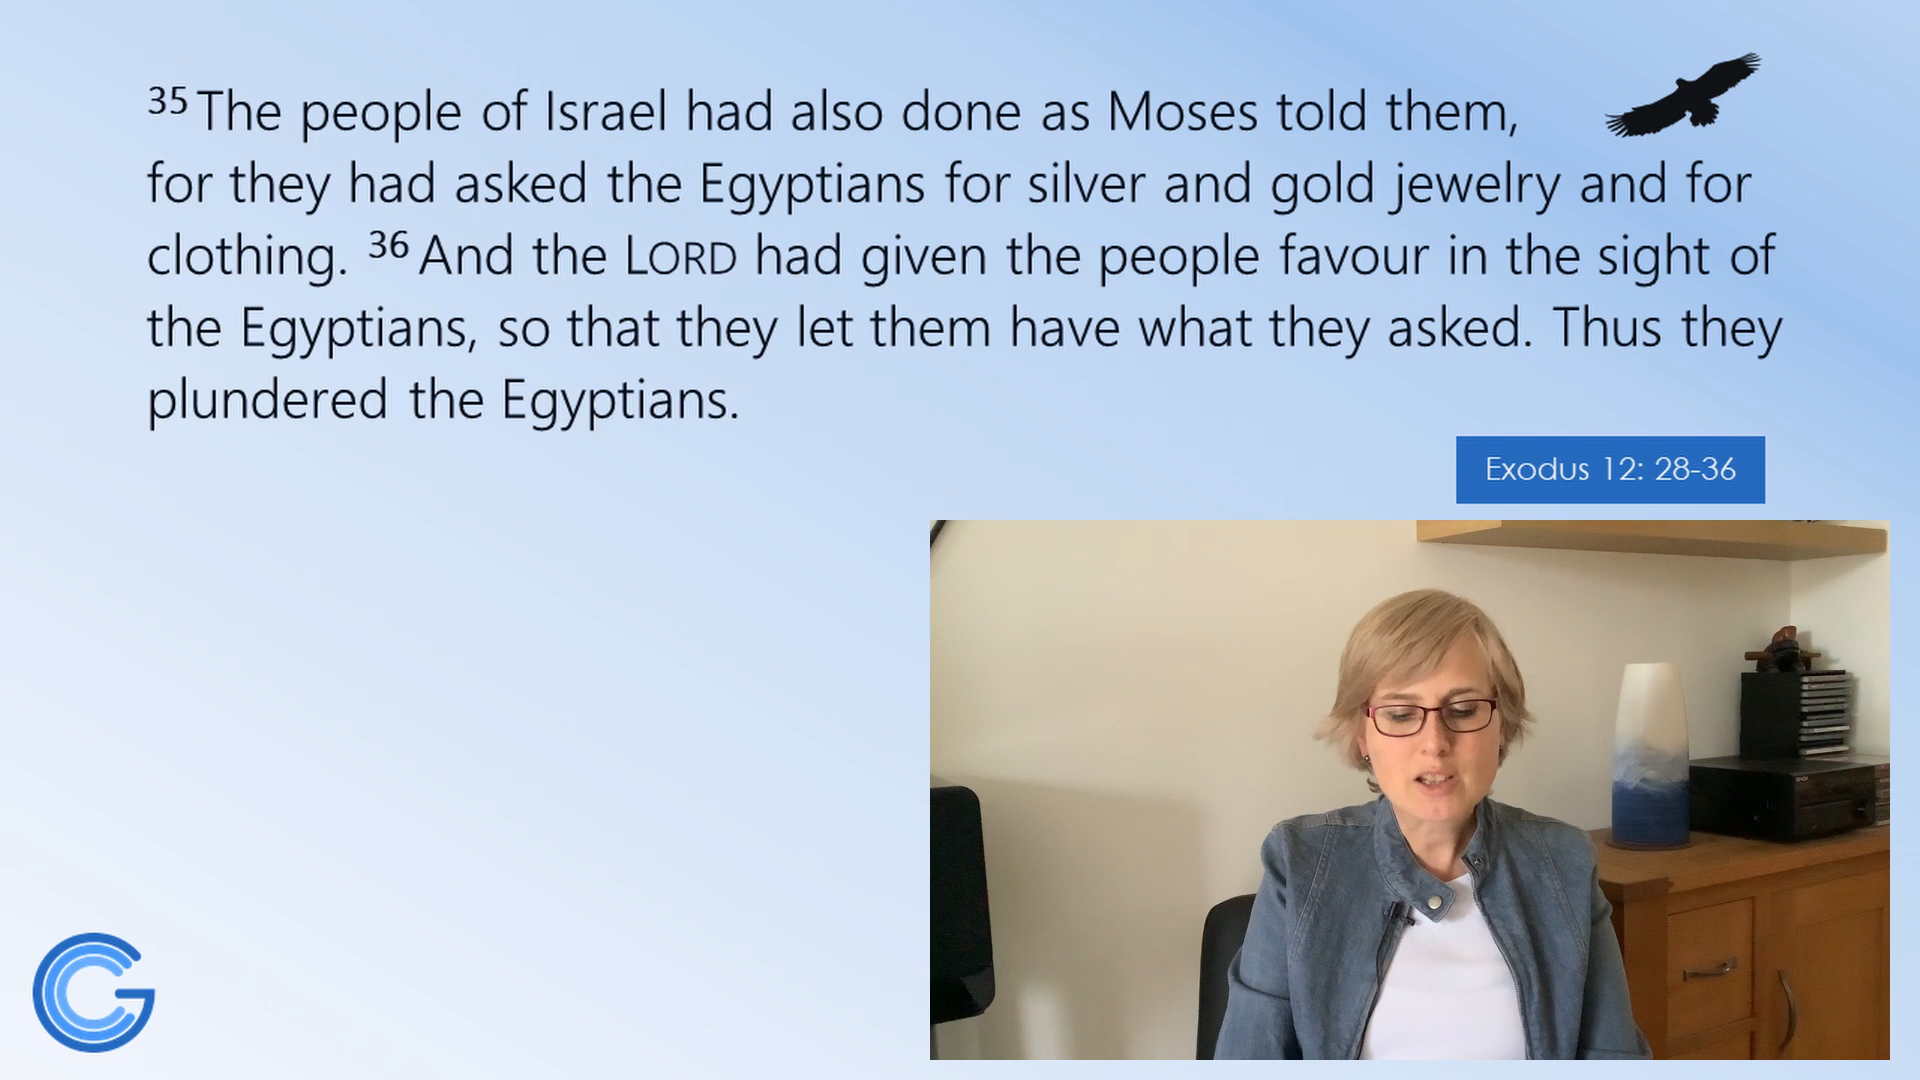 35 The people of Israel had also done as Moses told them,
for they had asked the Egyptians for silver and gold jewelry and for
clothing. 36 And the LORD had given the people favour in the sight of
the Egyptians, so that they let them have what they asked. Thus they
plundered the Egyptians.
Exodus 12: 28-36